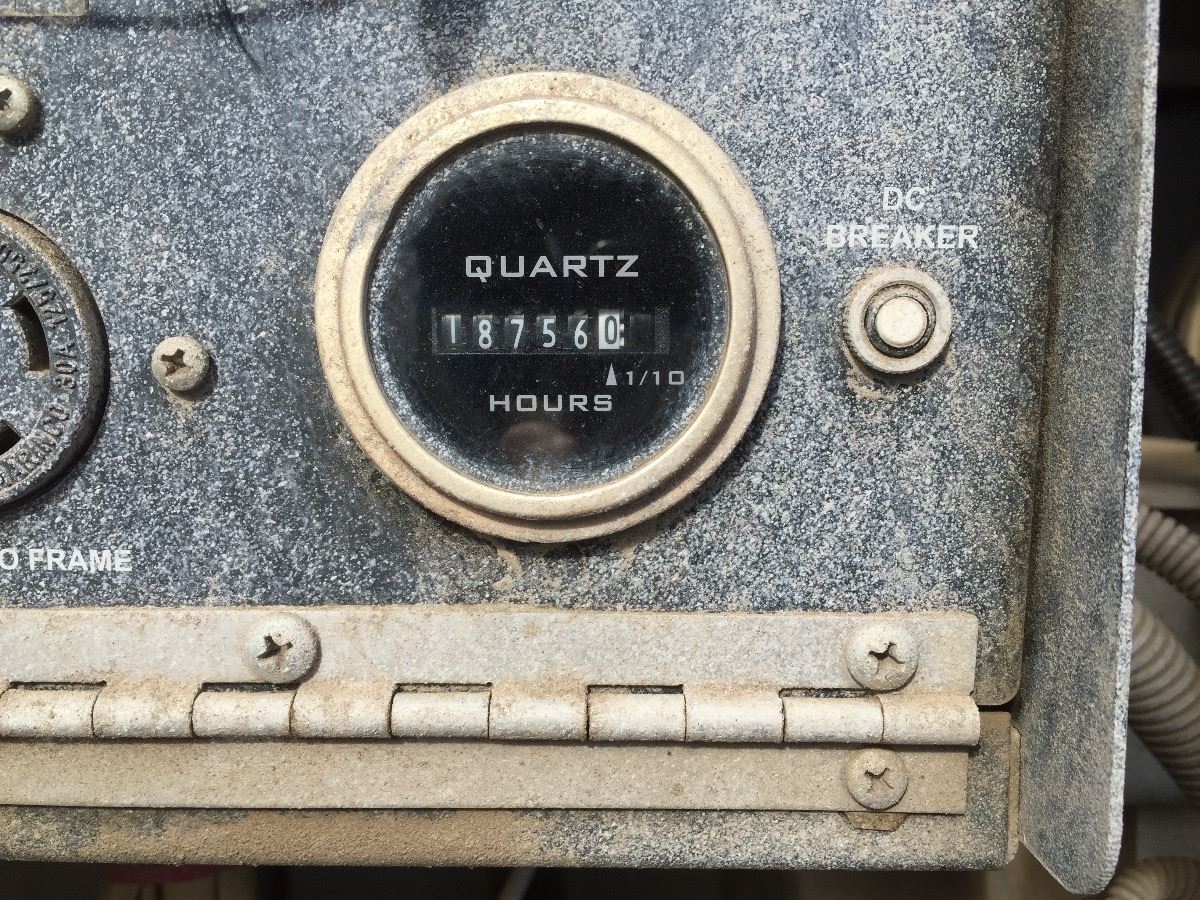 QUARTZ
187560
1/10
HOURS
DC
BREAKER
O FRAME